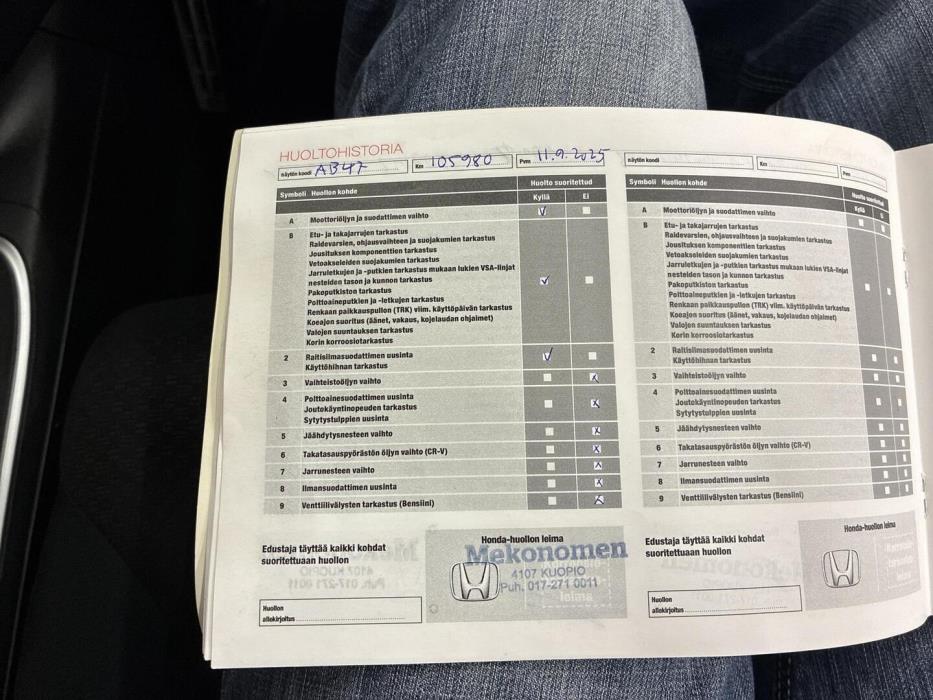 HUOLTOHISTORIA
näytön koodi AB47 Km 105980 Pvm 11.9.2025
Symboli Huollon kohde Huolto suoritettud
Kyllä Ei
A Moottoriöljyn ja suodattimen vaihto
B Etu- ja takajarrujen tarkastus
Raidevarsien, ohjausvaihteen ja suojakumien tarkastus
Jousituksen komponenttien tarkastus
Vetoakseleiden suojakumien tarkastus
Jarruletkujen ja -putkien tarkastus mukaan lukien VSA-linjat
nesteiden tason ja kunnon tarkastus
Pakoputkiston tarkastus
Polttoaineputkien ja -letkujen tarkastus
Renkaan paikkauspullon (TRK) viim. käyttöpäivän tarkastus
Koeajon suoritus (äänet, vakaus, kojelaudan ohjaimet)
Valojen suuntauksen tarkastus
Korin korroosiotarkastus
2 Raitisilmasuodattimen uusinta
Käyttöhihnan tarkastus
3 Vaihteistoöljyn vaihto
4 Polttoainesuodattimen uusinta
Joutokäyntinopeuden tarkastus
Sytytystulppien uusinta
5 Jäähdytysnesteen vaihto
6 Takatasauspyörästön öljyn vaihto (CR-V)
7 Jarrunesteen vaihto
8 Ilmansuodattimen uusinta
9 Venttiilivälysten tarkastus (Bensiini)
Edustaja täyttää kaikki kohdat
suoritettuaan huollon
Honda-huollon leima
Mekonomen
4107 KUOPIO
Puh. 017-271 0011
leima
Huollon
allekirjoitus
näytön koodi Km Pvm
Symboli Huollon kohde Huolto suoritettud
Kyllä
A Moottoriöljyn ja suodattimen vaihto
B Etu- ja takajarrujen tarkastus
Raidevarsien, ohjausvaihteen ja suojakumien tarkastus
Jousituksen komponenttien tarkastus
Vetoakseleiden suojakumien tarkastus
Jarruletkujen ja -putkien tarkastus mukaan lukien VSA-linjat
nesteiden tason ja kunnon tarkastus
Pakoputkiston tarkastus
Polttoaineputkien ja -letkujen tarkastus
Renkaan paikkauspullon (TRK) viim. käyttöpäivän tarkastus
Koeajon suoritus (äänet, vakaus, kojelaudan ohjaimet)
Valojen suuntauksen tarkastus
Korin korroosiotarkastus
2 Raitisilmasuodattimen uusinta
Käyttöhihnan tarkastus
3 Vaihteistoöljyn vaihto
4 Polttoainesuodattimen uusinta
Joutokäyntinopeuden tarkastus
Sytytystulppien uusinta
5 Jäähdytysnesteen vaihto
6 Takatasauspyörästön öljyn vaihto (CR-V)
7 Jarrunesteen vaihto
8 Ilmansuodattimen uusinta
9 Venttiilivälysten tarkastus (Bensiini)
Edustaja täyttää kaikki kohdat
suoritettuaan huollon
Honda-huollon leima
Huollon
allekirjoitus